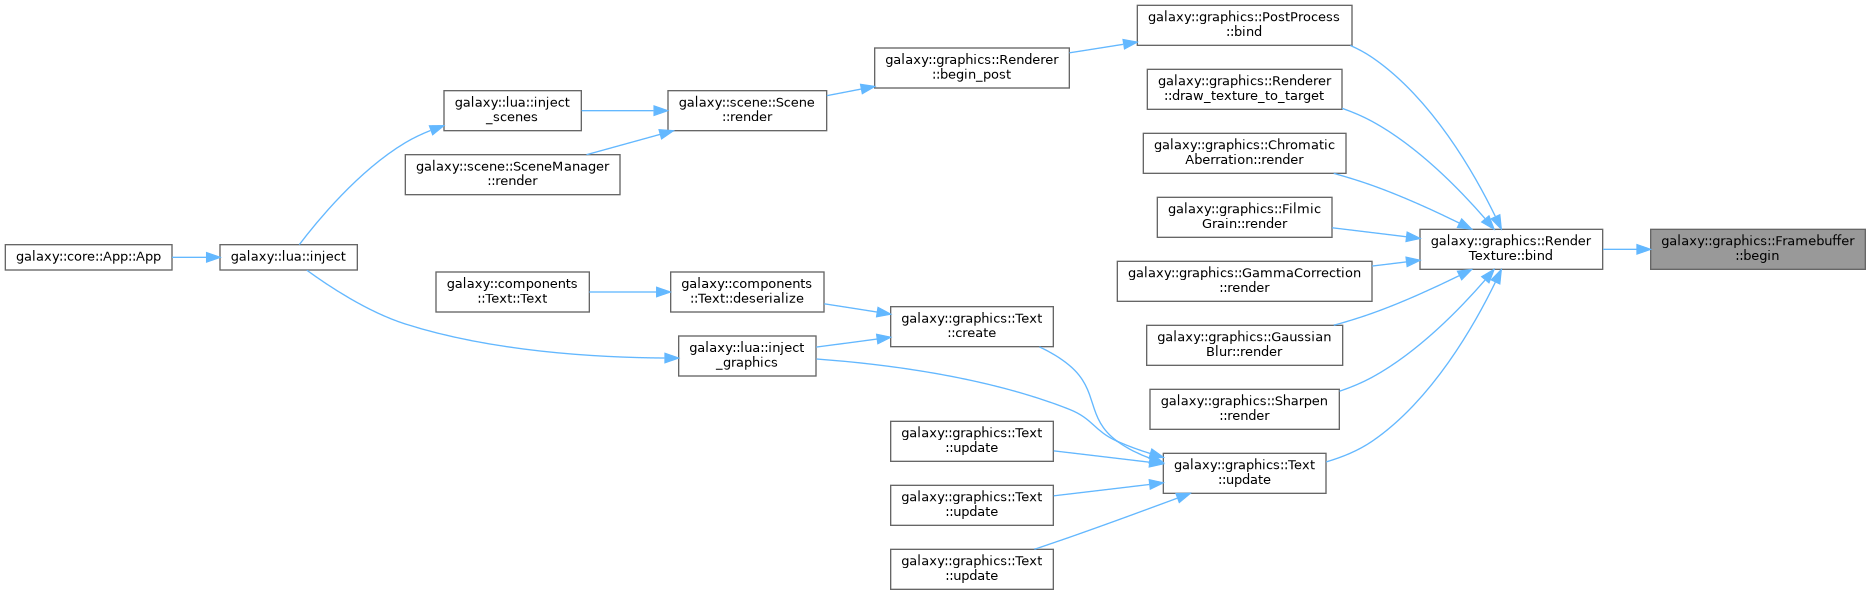 galaxy::graphics::PostProcess
::bind
galaxy::graphics::Renderer
::begin_post
galaxy::graphics::Renderer
::draw_texture_to_target
galaxy::lua::inject
_scenes
galaxy::scene::Scene
::render
galaxy::graphics::Chromatic
Aberration::render
galaxy::scene::SceneManager
::render
galaxy::graphics::Filmic
Grain::render
galaxy::core::App::App
galaxy::lua::inject
galaxy::graphics::Render
Texture::bind
galaxy::graphics::Framebuffer
::begin
galaxy::components
::Text::Text
galaxy::components
::Text::deserialize
galaxy::graphics::GammaCorrection
::render
galaxy::graphics::Text
::create
galaxy::lua::inject
_graphics
galaxy::graphics::Gaussian
Blur::render
galaxy::graphics::Sharpen
::render
galaxy::graphics::Text
::update
galaxy::graphics::Text
::update
galaxy::graphics::Text
::update
galaxy::graphics::Text
::update